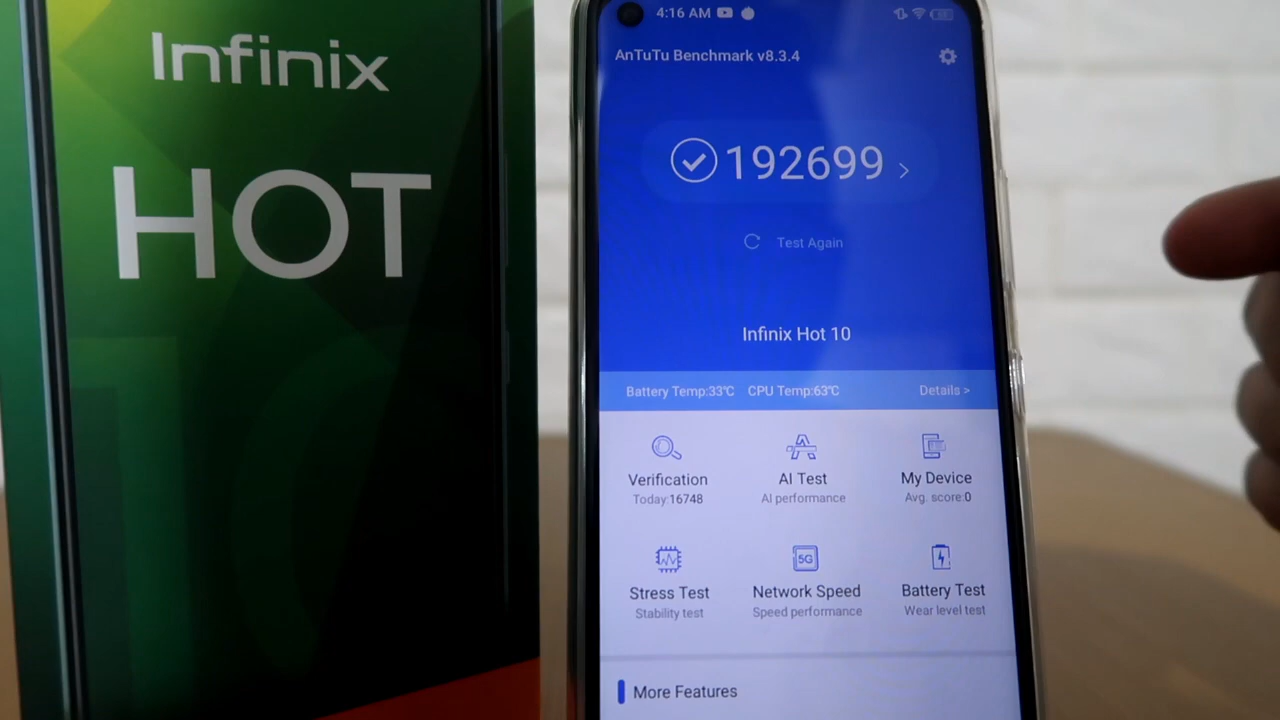 Infinix
HOT
10
4:16 AM
AnTuTu Benchmark v8.3.4
192699 >
Test Again
Infinix Hot 10
Battery Temp:33℃ CPU Temp:63℃ Details >
Verification AI Test My Device
Today:16748 AI performance Avg. score:0
5G
Stress Test Network Speed Battery Test
Stability test Speed performance Wear level test
More Features